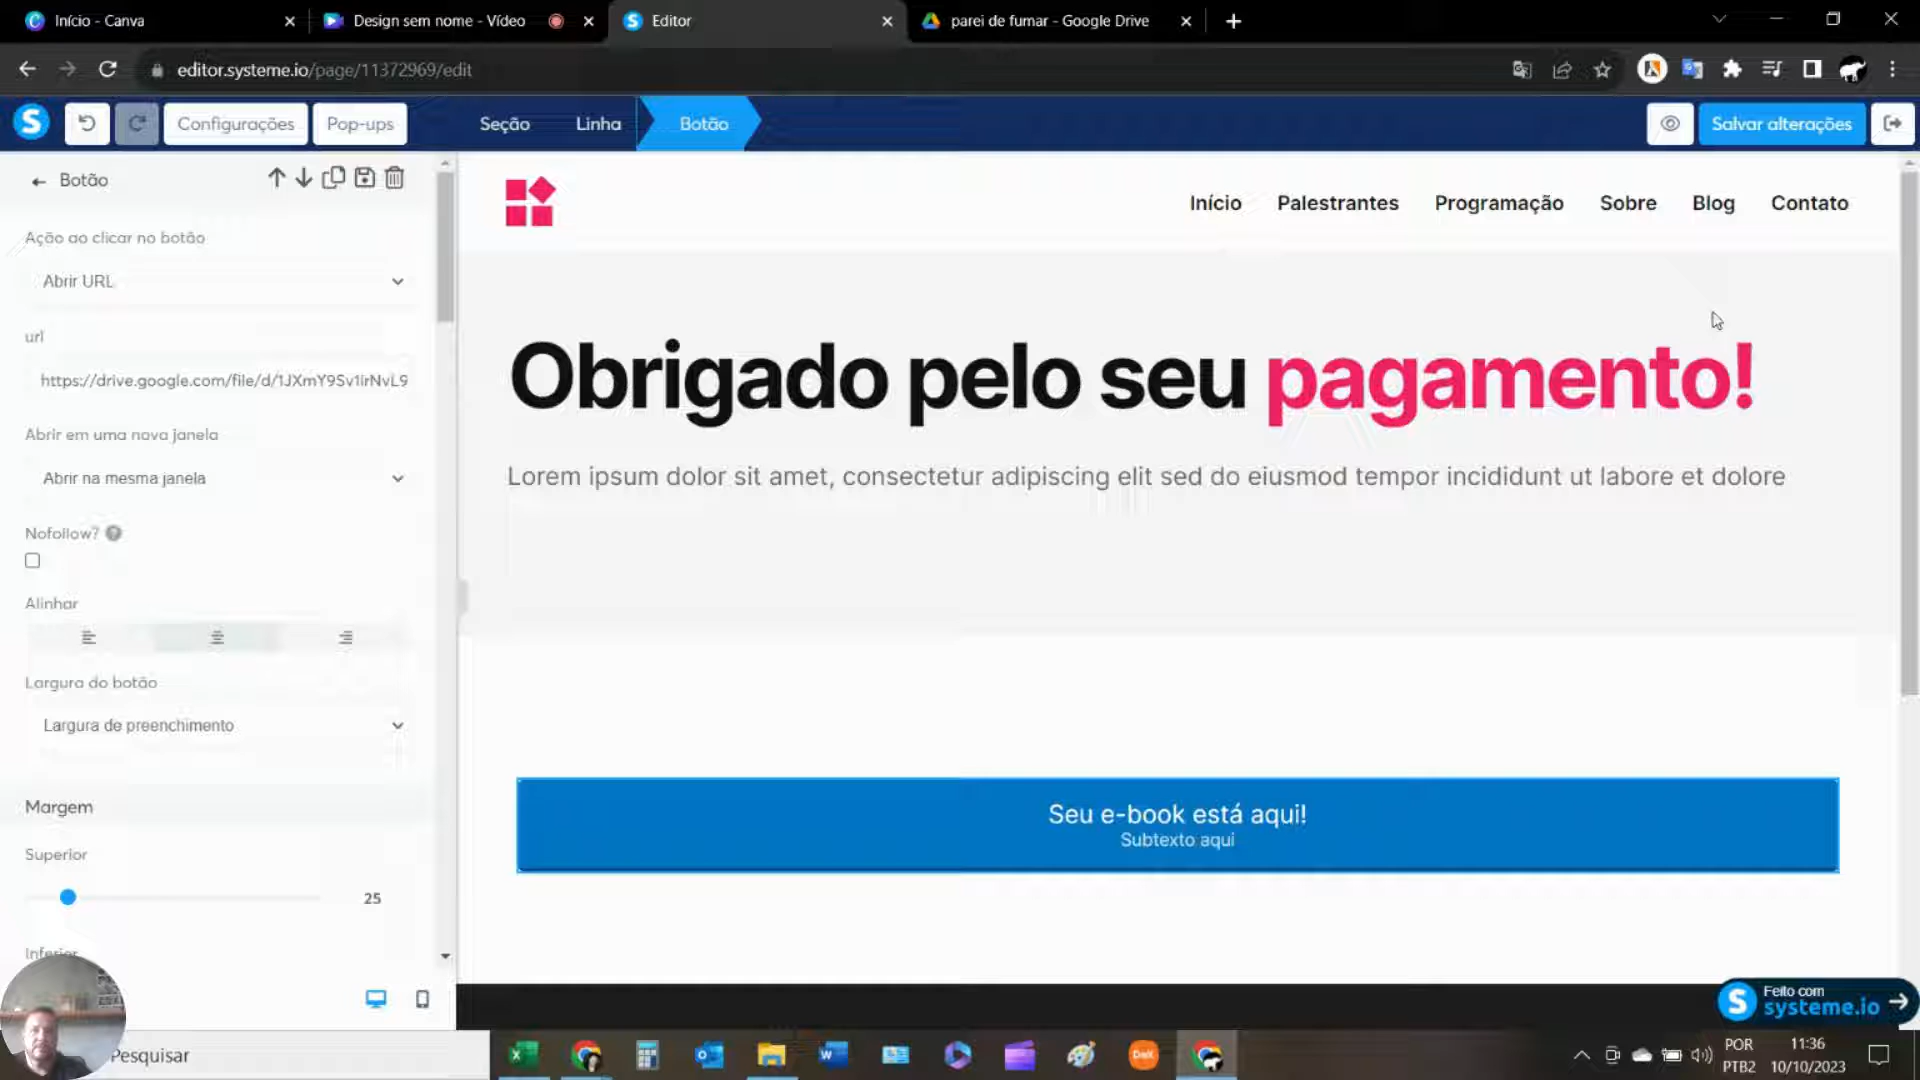 Início - Canva
Design sem nome - Vídeo
Editor
parei de fumar - Google Drive
editor.systeme.io/page/11372969/edit
Configurações
Pop-ups
Seção
Linha
Botão
Salvar alterações
Botão
Ação ao clicar no botão
Abrir URL
url
https://drive.google.com/file/d/1JXmY9Sv1IrNvL9
Abrir em uma nova janela
Abrir na mesma janela
Nofollow?
Alinhar
Largura do botão
Largura de preenchimento
Margem
Superior
25
Inferior
Início
Palestrantes
Programação
Sobre
Blog
Contato
Obrigado pelo seu pagamento!
Lorem ipsum dolor sit amet, consectetur adipiscing elit sed do eiusmod tempor incididunt ut labore et dolore
Seu e-book está aqui!
Subtexto aqui
Feito com
systeme.io
Pesquisar
POR
PTB2
11:36
10/10/2023